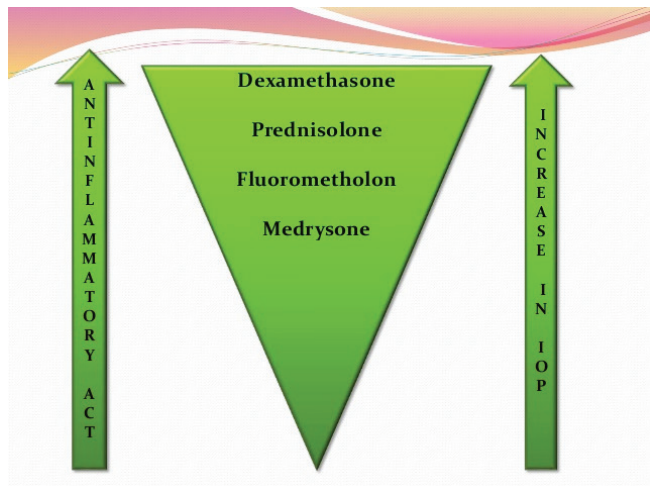 ANTINFLAMMATORY ACT
Dexamethasone
Prednisolone
Fluorometholon
Medrysone
INCREASE IN IOP